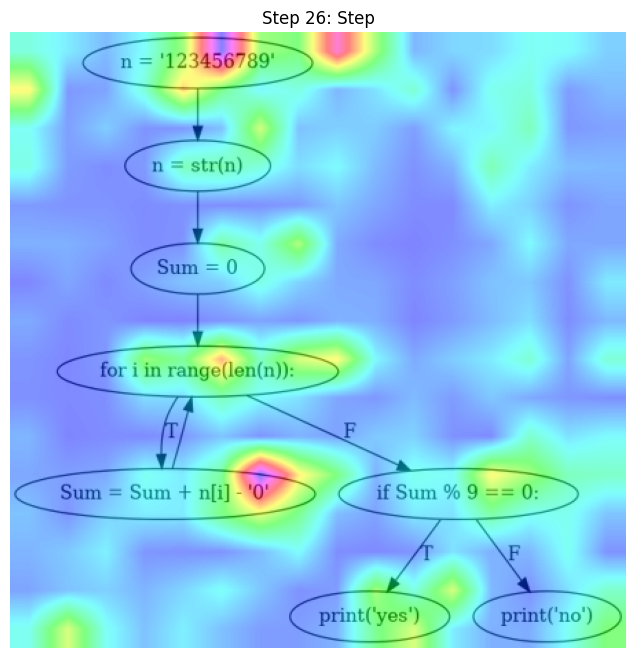 Step 26: Step
n = '123456789'
n = str(n)
Sum = 0
for i in range(len(n)):
T
F
Sum = Sum + n[i] - '0'
if Sum % 9 == 0:
T
F
print('yes')
print('no')